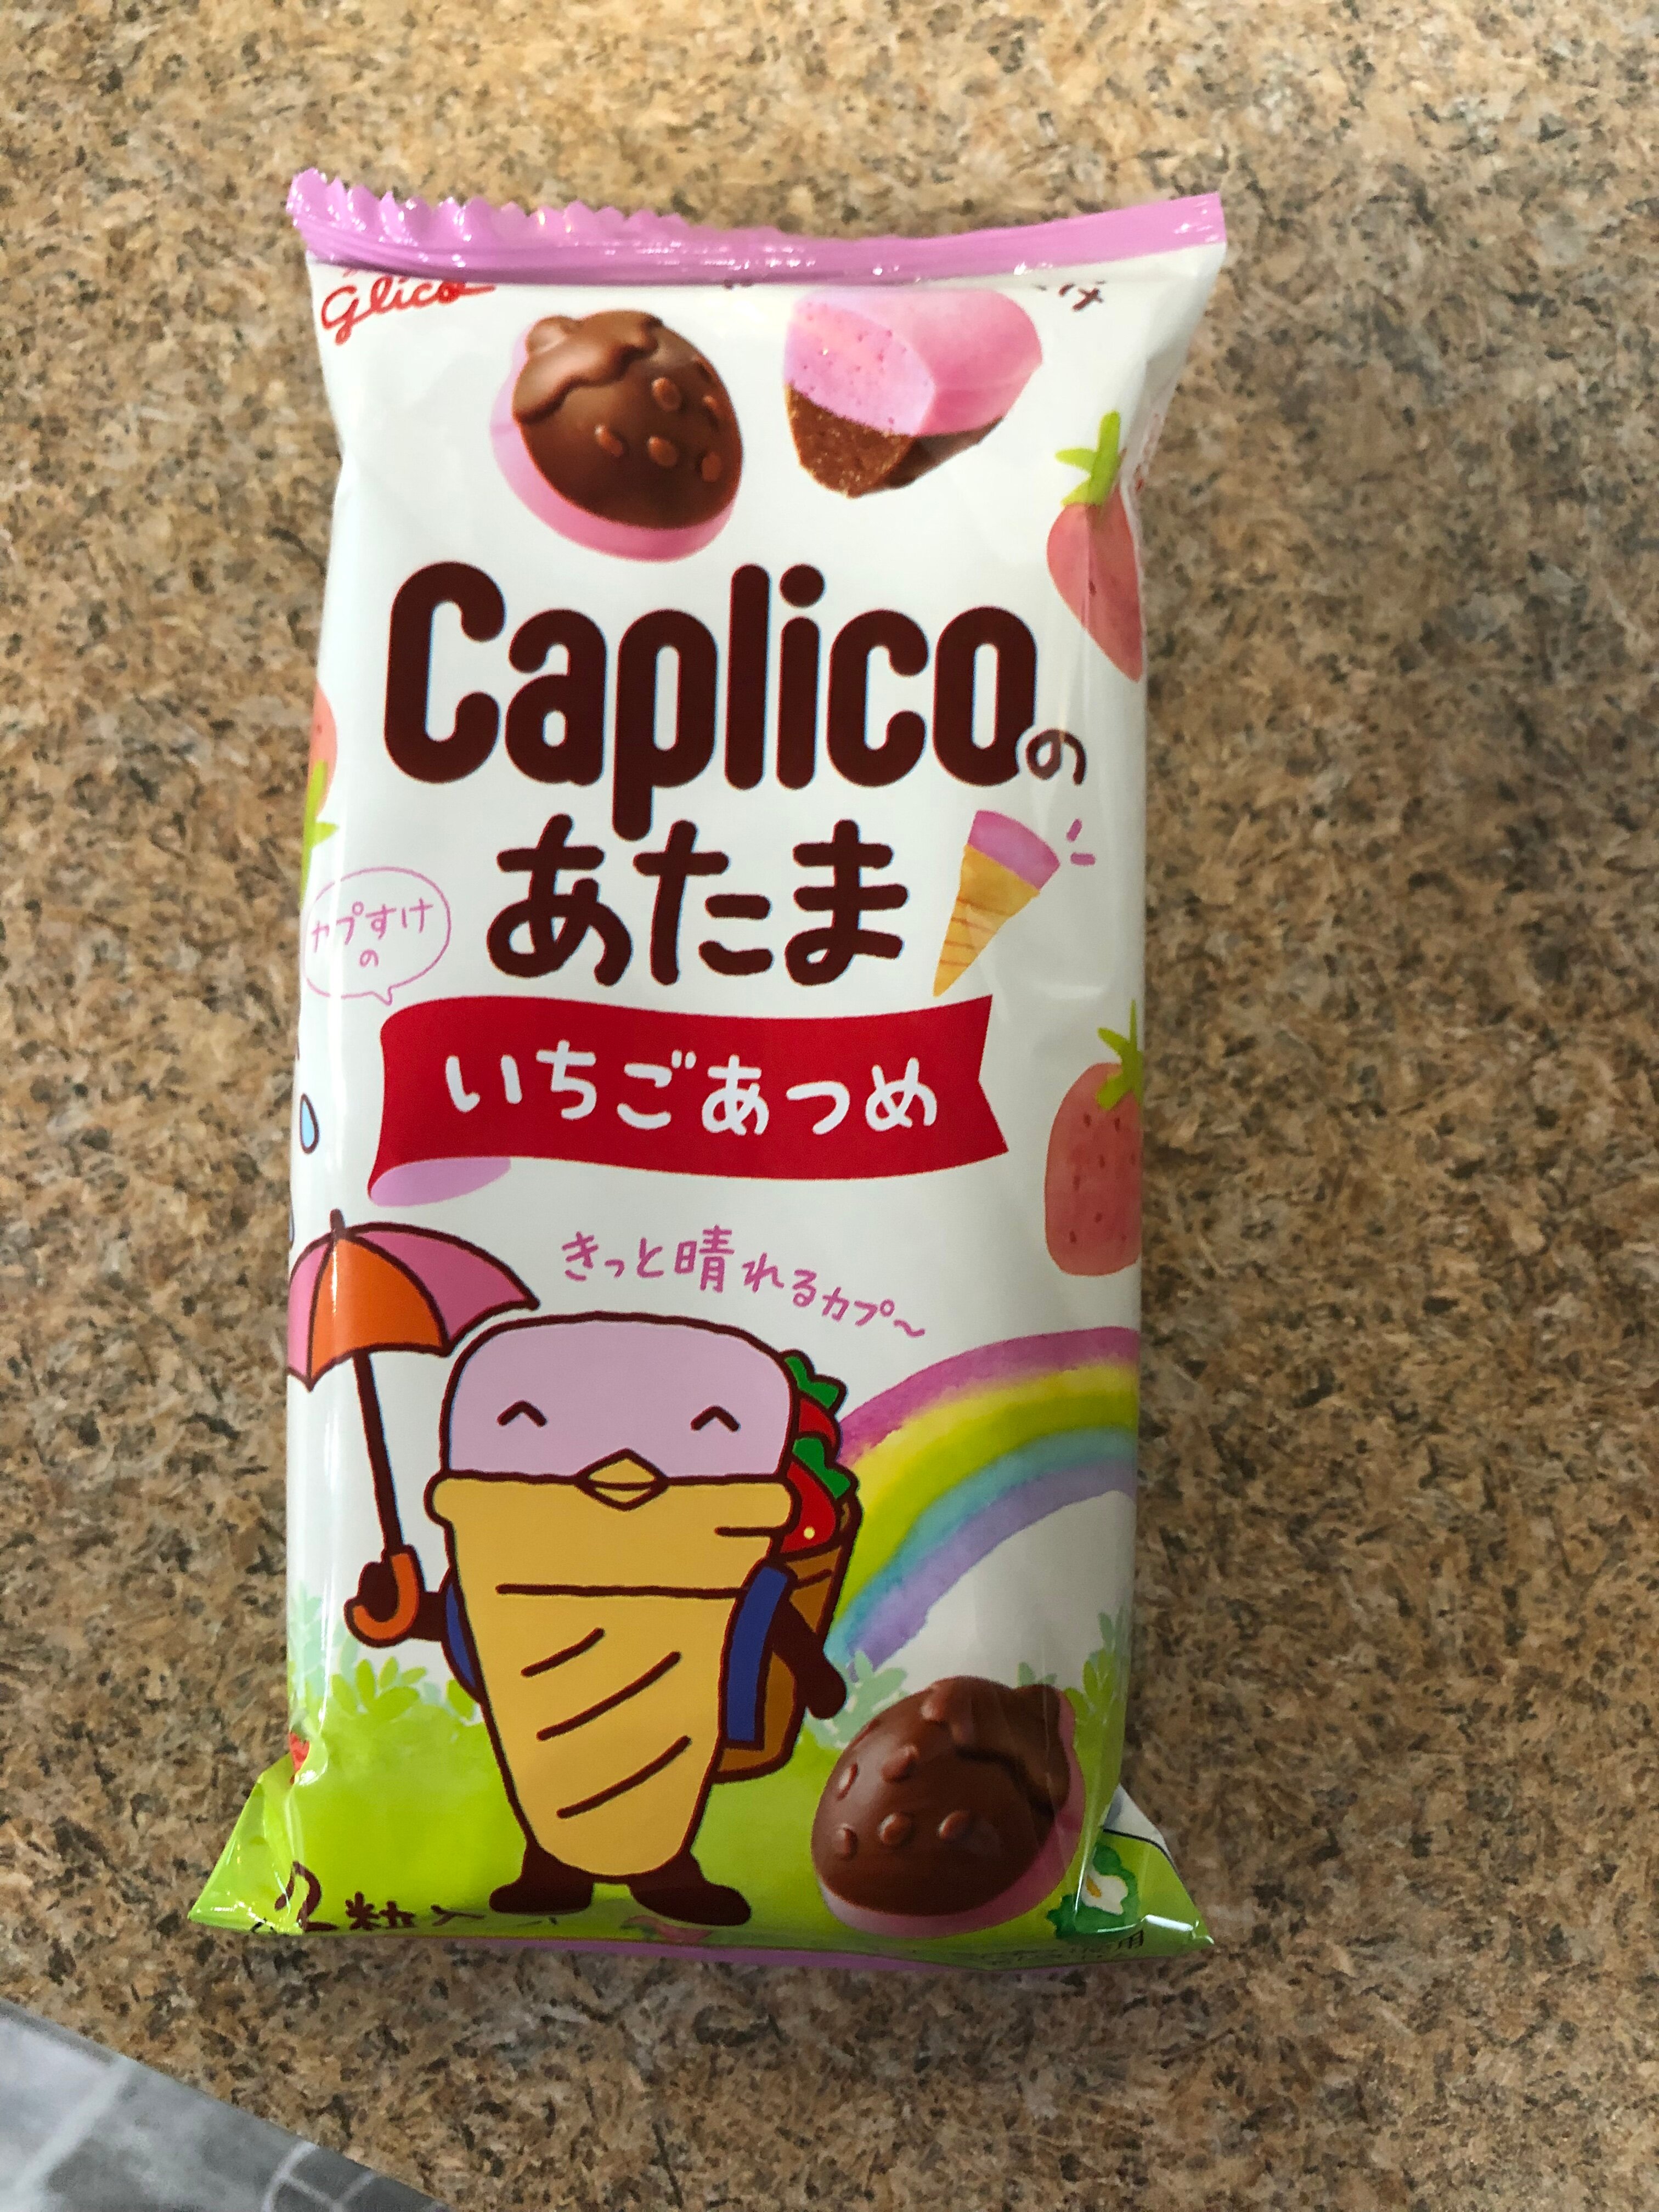 glico
Caplicoの
あたま
カプすけ
の
いちごあつめ
きっと晴れるカプ～